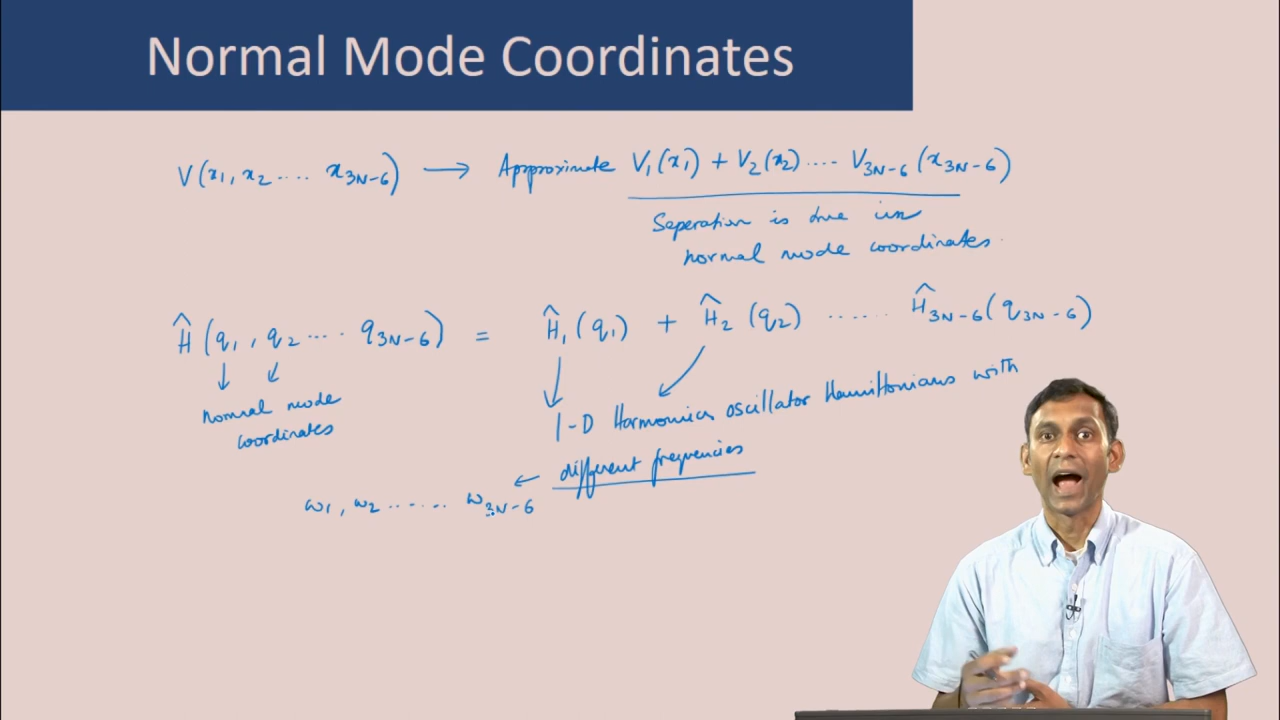 Normal Mode Coordinates
V(x₁, x₂ .... x₃N₋₆) → Approximate V₁(x₁) + V₂(x₂) .... V₃N₋₆(x₃N₋₆)
Seperation is true in
normal mode coordinates.
Ĥ(q₁, q₂ .... q₃N₋₆) = Ĥ₁(q₁) + Ĥ₂(q₂) ...... Ĥ₃N₋₆(q₃N₋₆)
Normal mode
coordinates
1-D Harmonics oscillator Hamiltonians with
different frequencies
ω₁, ω₂ ....... ω₃N₋₆